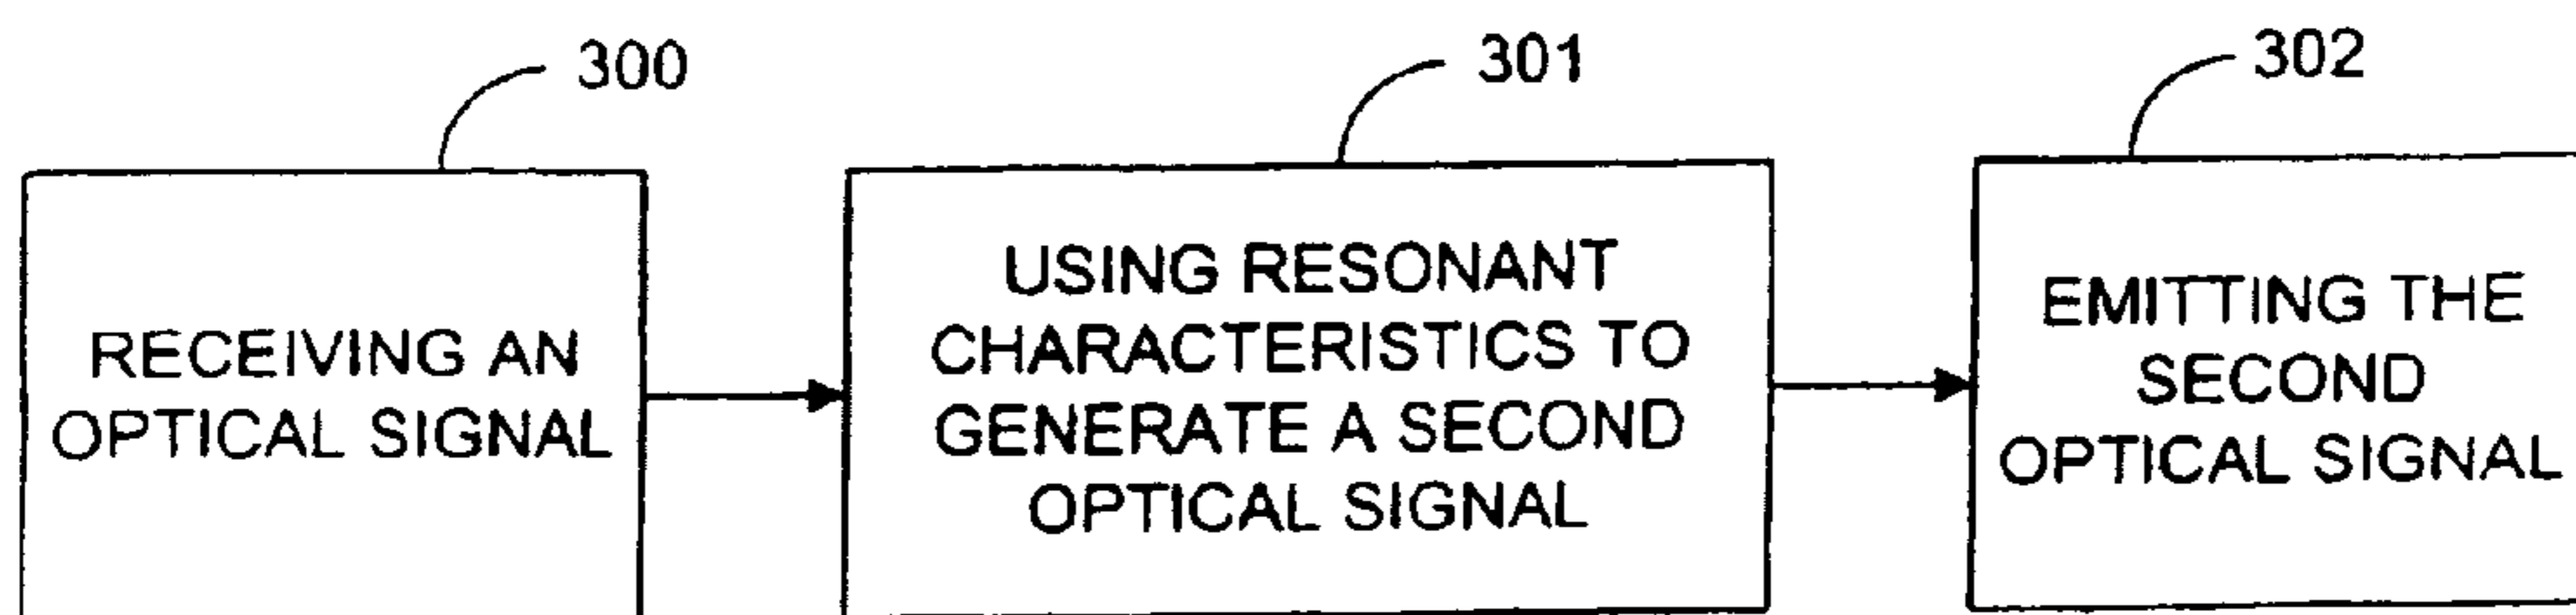 300
301
302
RECEIVING AN
OPTICAL SIGNAL
USING RESONANT
CHARACTERISTICS TO
GENERATE A SECOND
OPTICAL SIGNAL
EMITTING THE
SECOND
OPTICAL SIGNAL